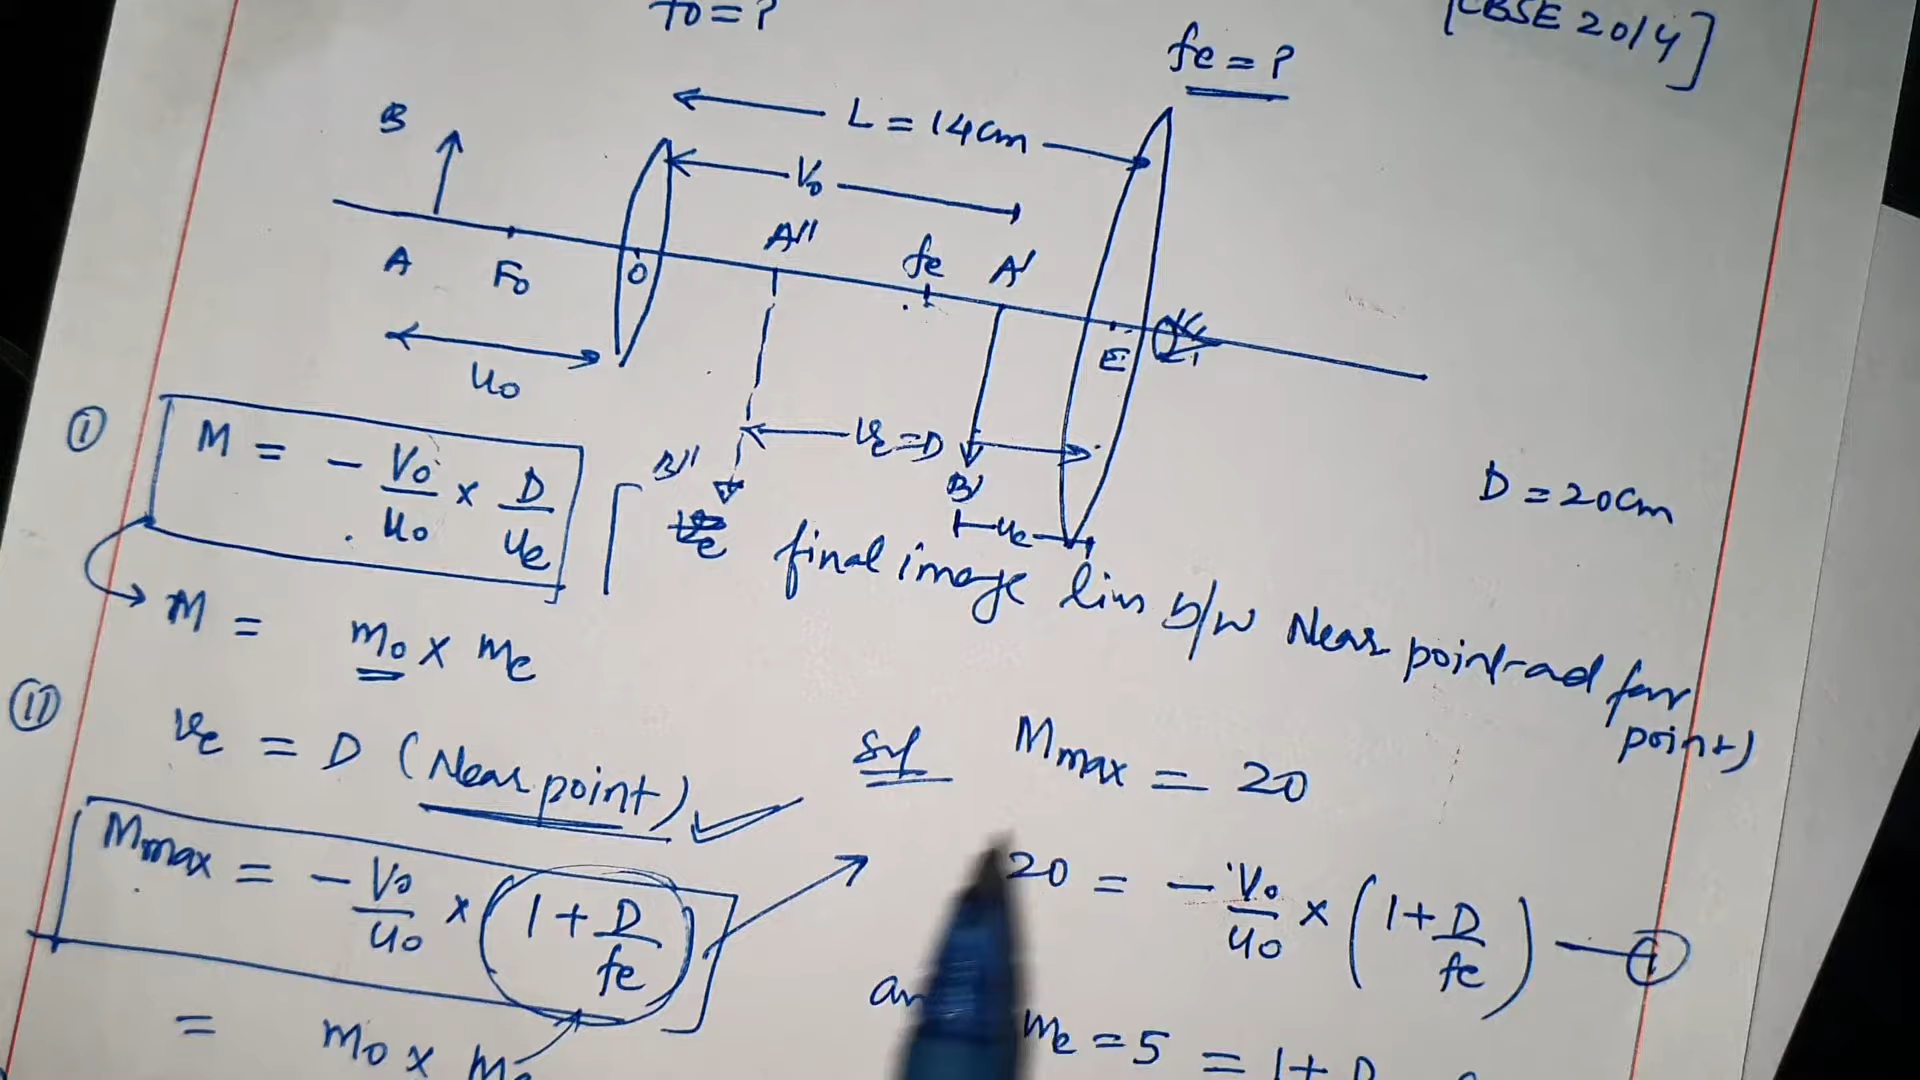 fo = ?
[CBSE 2014]
fe = ?
L = 14cm
B
Vo
A''
fe
A'
A
Fo
O
E
uo
① M = - Vo/uo × D/ue
B''
ve = D
B'
ue
D = 20cm
[final image lies b/w Near point and far point)
M = mo × me
② ve = D (Near point)
Mmax = - Vo/uo × (1 + D/fe)
= mo × me
Sol Mmax = 20
20 = - Vo/uo × (1 + D/fe) — ①
me = 5 = 1 + D